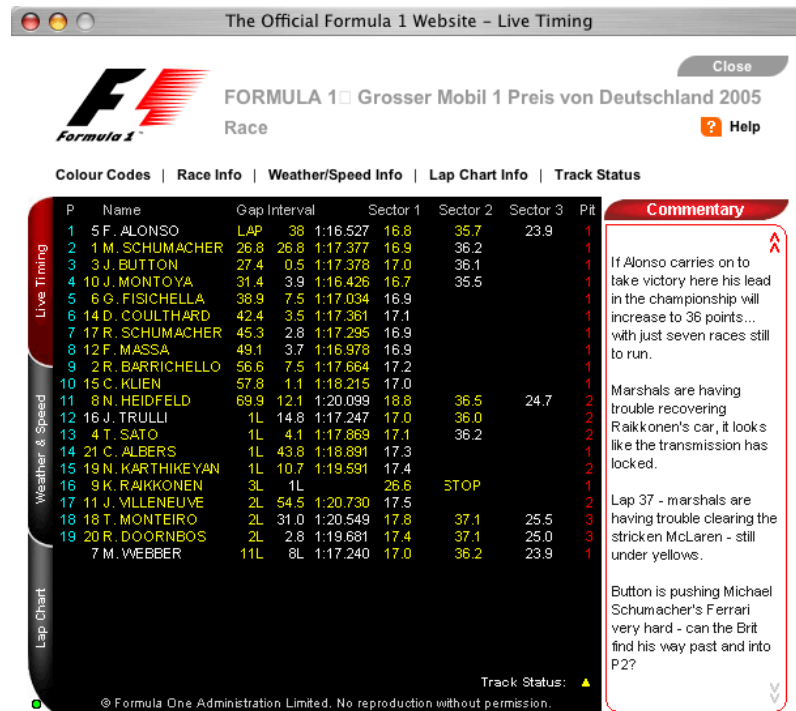 The Official Formula 1 Website – Live Timing
Close
F1
Formula 1
FORMULA 1 Grosser Mobil 1 Preis von Deutschland 2005
Race
? Help
Colour Codes | Race Info | Weather/Speed Info | Lap Chart Info | Track Status
Live Timing
Weather & Speed
Lap Chart
P Name Gap Interval Sector 1 Sector 2 Sector 3 Pit
1 5 F. ALONSO LAP 38 1:16.527 16.8 35.7 23.9 1
2 1 M. SCHUMACHER 26.8 26.8 1:17.377 16.9 36.2 1
3 3 J. BUTTON 27.4 0.5 1:17.378 17.0 36.1 1
4 10 J. MONTOYA 31.4 3.9 1:16.426 16.7 35.5 1
5 6 G. FISICHELLA 38.9 7.5 1:17.034 16.9 1
6 14 D. COULTHARD 42.4 3.5 1:17.361 17.1 1
7 17 R. SCHUMACHER 45.3 2.8 1:17.295 16.9 1
8 12 F. MASSA 49.1 3.7 1:16.978 16.9 1
9 2 R. BARRICHELLO 56.6 7.5 1:17.664 17.2 1
10 15 C. KLIEN 57.8 1.1 1:18.215 17.0 1
11 8 N. HEIDFELD 69.9 12.1 1:20.099 18.8 36.5 24.7 2
12 16 J. TRULLI 1L 14.8 1:17.247 17.0 36.0 2
13 4 T. SATO 1L 4.1 1:17.869 17.1 36.2 2
14 21 C. ALBERS 1L 43.8 1:18.891 17.3 1
15 19 N. KARTHIKEYAN 1L 10.7 1:19.591 17.4 2
16 9 K. RAIKKONEN 3L 1L 26.6 STOP 1
17 11 J. VILLENEUVE 2L 54.5 1:20.730 17.5 2
18 18 T. MONTEIRO 2L 31.0 1:20.549 17.8 37.1 25.5 3
19 20 R. DOORNBOS 2L 2.8 1:19.681 17.4 37.1 25.0 3
7 M. WEBBER 11L 8L 1:17.240 17.0 36.2 23.9 1
Track Status:
© Formula One Administration Limited. No reproduction without permission.
Commentary
If Alonso carries on to
take victory here his lead
in the championship will
increase to 36 points...
with just seven races still
to run.
Marshals are having
trouble recovering
Raikkonen's car, it looks
like the transmission has
locked.
Lap 37 - marshals are
having trouble clearing the
stricken McLaren - still
under yellows.
Button is pushing Michael
Schumacher's Ferrari
very hard - can the Brit
find his way past and into
P2?